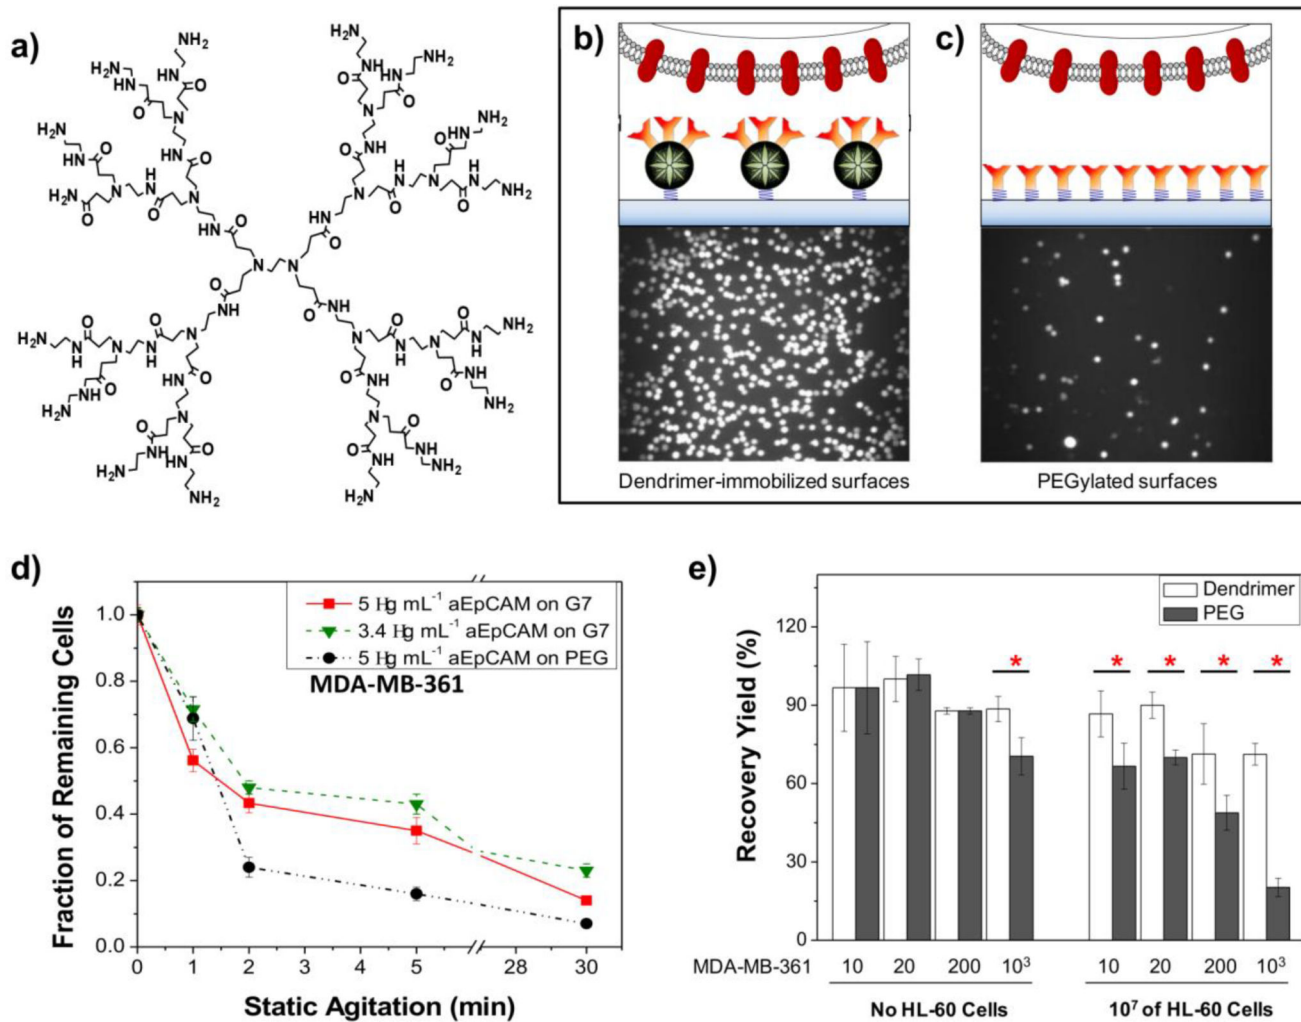 a)
NH2
H2N
HN
NH
O
N
H
b)
c)
Dendrimer-immobilized surfaces
PEGylated surfaces
d)
Fraction of Remaining Cells
1.0
0.8
0.6
0.4
0.2
0.0
5 Hg mL-1 aEpCAM on G7
3.4 Hg mL-1 aEpCAM on G7
5 Hg mL-1 aEpCAM on PEG
MDA-MB-361
0 1 2 3 4 5 28 30
Static Agitation (min)
e)
Recovery Yield (%)
120
90
60
30
0
Dendrimer
PEG
* * * * *
MDA-MB-361 10 20 200 10³ 10 20 200 10³
No HL-60 Cells 10⁷ of HL-60 Cells